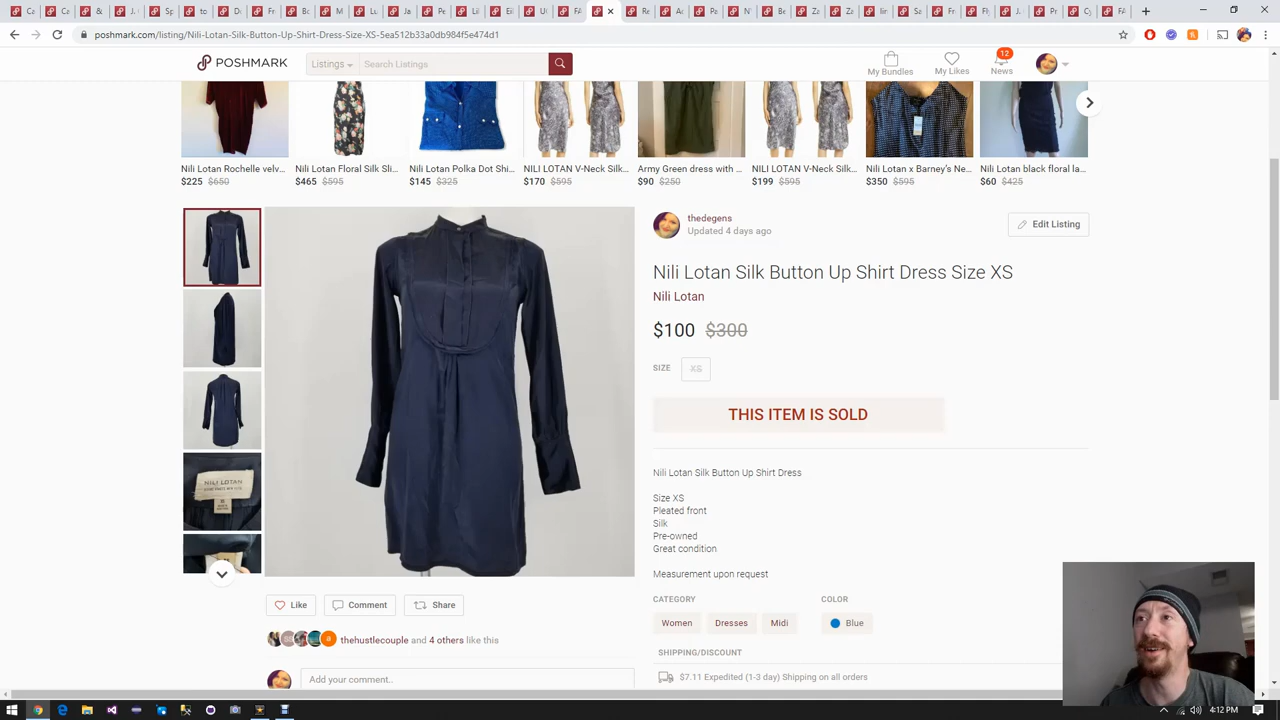 poshmark.com/listing/Nili-Lotan-Silk-Button-Up-Shirt-Dress-Size-XS-5ea512b33a0db984f5e474d1
POSHMARK
Listings
Search Listings
My Bundles
My Likes
12
News
Nili Lotan Rochelle velv...
$225 $650
Nili Lotan Floral Silk Sli...
$465 $595
Nili Lotan Polka Dot Shi...
$145 $325
NILI LOTAN V-Neck Silk...
$170 $595
Army Green dress with ...
$90 $250
NILI LOTAN V-Neck Silk...
$199 $595
Nili Lotan x Barney's Ne...
$350 $595
Nili Lotan black floral la...
$60 $425
thedegens
Updated 4 days ago
Edit Listing
Nili Lotan Silk Button Up Shirt Dress Size XS
Nili Lotan
$100 $300
SIZE XS
THIS ITEM IS SOLD
Nili Lotan Silk Button Up Shirt Dress
Size XS
Pleated front
Silk
Pre-owned
Great condition
Measurement upon request
CATEGORY
Women Dresses Midi
COLOR
Blue
SHIPPING/DISCOUNT
$7.11 Expedited (1-3 day) Shipping on all orders
NILI LOTAN
Like
Comment
Share
thehustlecouple and 4 others like this
Add your comment..
4:12 PM